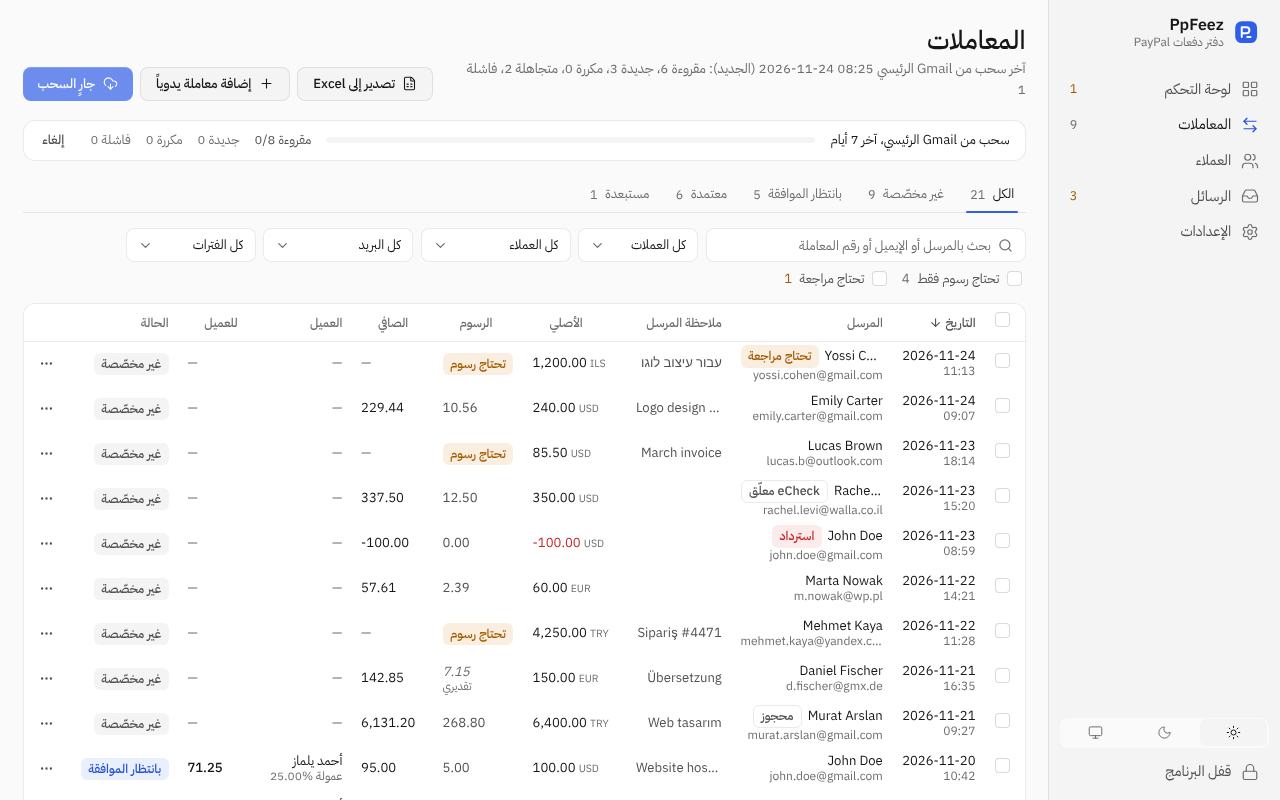 PpFeez
دفتر دفعات PayPal
لوحة التحكم 1
المعاملات 9
العملاء
الرسائل 3
الإعدادات
قفل البرنامج
المعاملات
آخر سحب من Gmail الرئيسي 08:25 24-11-2026 (الجديد): مقروءة 6، جديدة 3، مكررة 0، متجاهلة 2، فاشلة
1
تصدير إلى Excel
إضافة معاملة يدوياً
جارٍ السحب
سحب من Gmail الرئيسي، آخر 7 أيام مقروءة 0/8 جديدة 0 مكررة 0 فاشلة 0 إلغاء
الكل 21 غير مخصّصة 9 بانتظار الموافقة 5 معتمدة 6 مستبعدة 1
بحث بالمرسل أو الإيميل أو رقم المعاملة كل العملات كل العملاء كل البريد كل الفترات
تحتاج رسوم فقط 4 تحتاج مراجعة 1
التاريخ ↓ المرسل ملاحظة المرسل الأصلي الرسوم الصافي العميل للعميل الحالة
2026-11-24 Yossi C... تحتاج مراجعة עבור עיצוב לוגו 1,200.00 ILS تحتاج رسوم — — — غير مخصّصة
11:13 yossi.cohen@gmail.com
2026-11-24 Emily Carter Logo design ... 240.00 USD 10.56 229.44 — — غير مخصّصة
09:07 emily.carter@gmail.com
2026-11-23 Lucas Brown March invoice 85.50 USD تحتاج رسوم — — — غير مخصّصة
18:14 lucas.b@outlook.com
2026-11-23 Rache... eCheck معلّق 350.00 USD 12.50 337.50 — — غير مخصّصة
15:20 rachel.levi@walla.co.il
2026-11-23 John Doe استرداد -100.00 USD 0.00 -100.00 — — غير مخصّصة
08:59 john.doe@gmail.com
2026-11-22 Marta Nowak 60.00 EUR 2.39 57.61 — — غير مخصّصة
14:21 m.nowak@wp.pl
2026-11-22 Mehmet Kaya Sipariş #4471 4,250.00 TRY تحتاج رسوم — — — غير مخصّصة
11:28 mehmet.kaya@yandex.c...
2026-11-21 Daniel Fischer Übersetzung 150.00 EUR 7.15 142.85 — — غير مخصّصة
16:35 d.fischer@gmx.de تقديري
2026-11-21 Murat Arslan محجوز Web tasarım 6,400.00 TRY 268.80 6,131.20 — — غير مخصّصة
09:27 murat.arslan@gmail.com
2026-11-20 John Doe Website hos... 100.00 USD 5.00 95.00 أحمد يلماز 71.25 بانتظار الموافقة
10:42 john.doe@gmail.com عمولة 25.00%